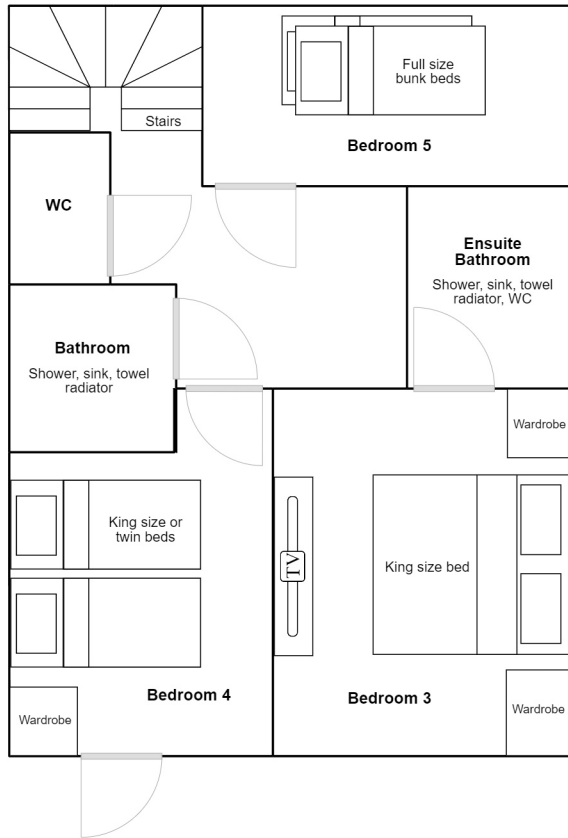 Full size
bunk beds
Stairs
Bedroom 5
WC
Ensuite
Bathroom
Shower, sink, towel
radiator, WC
Bathroom
Shower, sink, towel
radiator
Wardrobe
King size or
twin beds
TV
King size bed
Bedroom 4
Bedroom 3
Wardrobe
Wardrobe